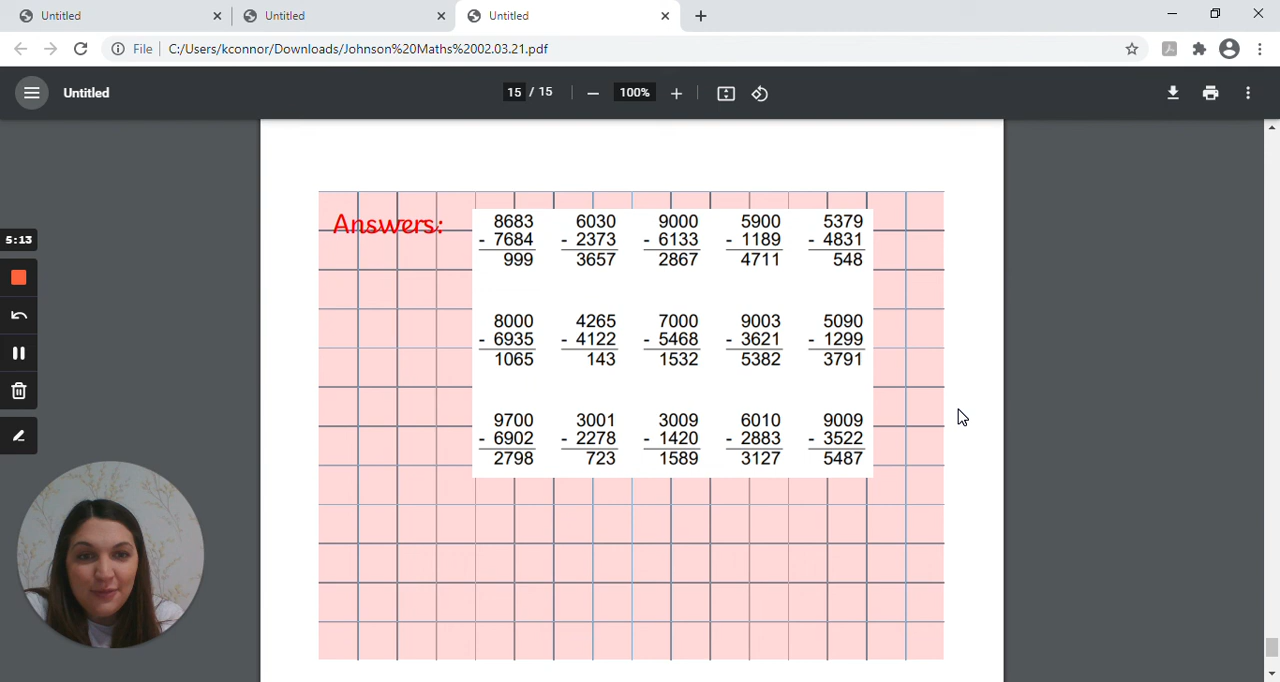 Untitled
Untitled
Untitled
File C:/Users/kconnor/Downloads/Johnson%20Maths%2002.03.21.pdf
Untitled 15 / 15 100%
5:13
Answers:
8683 6030 9000 5900 5379
- 7684 - 2373 - 6133 - 1189 - 4831
999 3657 2867 4711 548
8000 4265 7000 9003 5090
- 6935 - 4122 - 5468 - 3621 - 1299
1065 143 1532 5382 3791
9700 3001 3009 6010 9009
- 6902 - 2278 - 1420 - 2883 - 3522
2798 723 1589 3127 5487